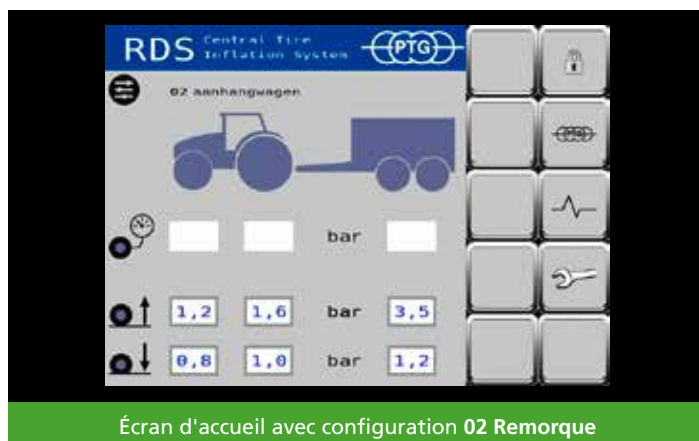 RDS Central Tire
Inflation System PTG
02 aanhangwagen
PTG
bar
1,2 1,6 bar 3,5
0,8 1,0 bar 1,2
Écran d'accueil avec configuration 02 Remorque